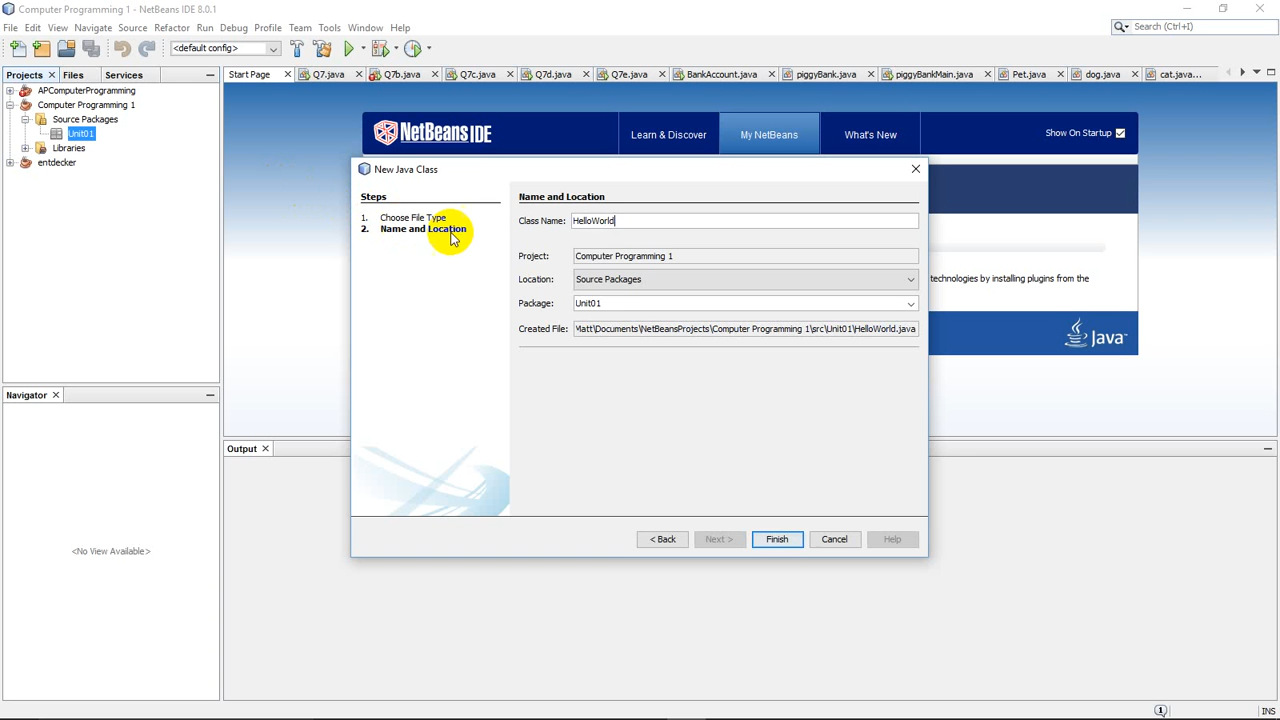 Computer Programming 1 - NetBeans IDE 8.0.1
File Edit View Navigate Source Refactor Run Debug Profile Team Tools Window Help
Search (Ctrl+I)
<default config>
Projects Files Services
Start Page Q7.java Q7b.java Q7c.java Q7d.java Q7e.java BankAccount.java piggyBank.java piggyBankMain.java Pet.java dog.java cat.java...
APComputerProgramming
Computer Programming 1
Source Packages
Unit01
Libraries
entdecker
NetBeans IDE
Learn & Discover
My NetBeans
What's New
Show On Startup
technologies by installing plugins from the
Java™
New Java Class
Steps
1. Choose File Type
2. Name and Location
Name and Location
Class Name: HelloWorld
Project: Computer Programming 1
Location: Source Packages
Package: Unit01
Created File: Matt\Documents\NetBeansProjects\Computer Programming 1\src\Unit01\HelloWorld.java
< Back Next > Finish Cancel Help
Navigator
<No View Available>
Output
1 INS